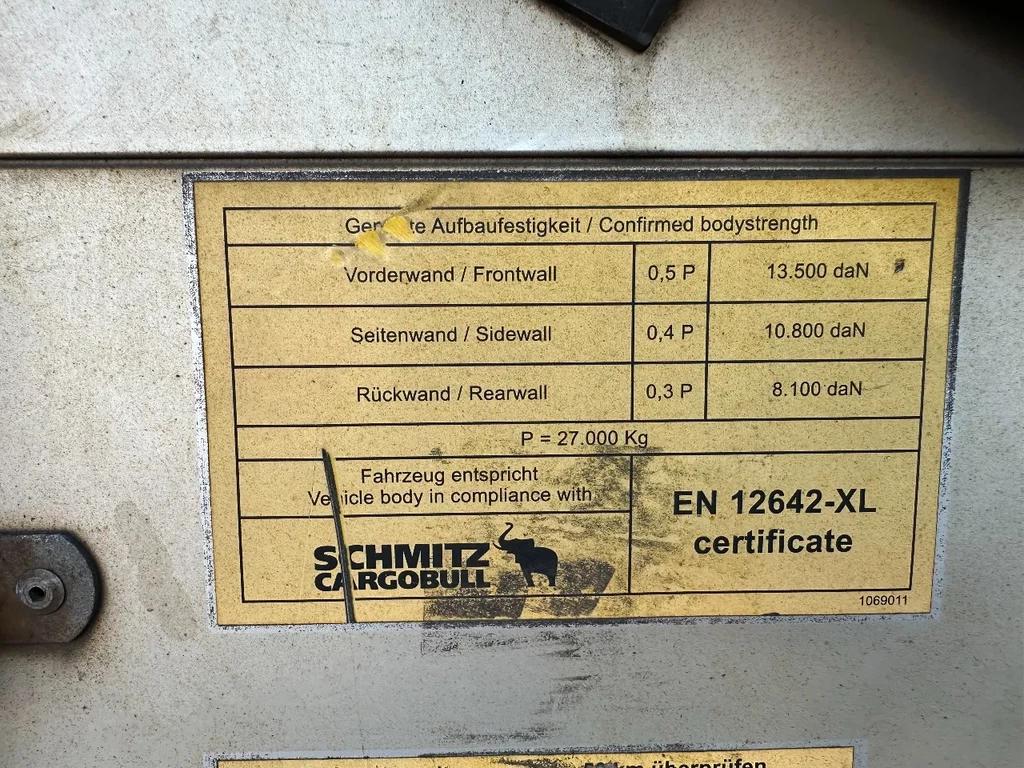 Aufbaufestigkeit / Confirmed bodystrength
Vorderwand / Frontwall 0,5 P 13.500 daN
Seitenwand / Sidewall 0,4 P 10.800 daN
Rückwand / Rearwall 0,3 P 8.100 daN
P = 27.000 Kg
Fahrzeug entspricht
Vehicle body in compliance with
EN 12642-XL
certificate
SCHMITZ
CARGOBULL
1069011
km überprüfen